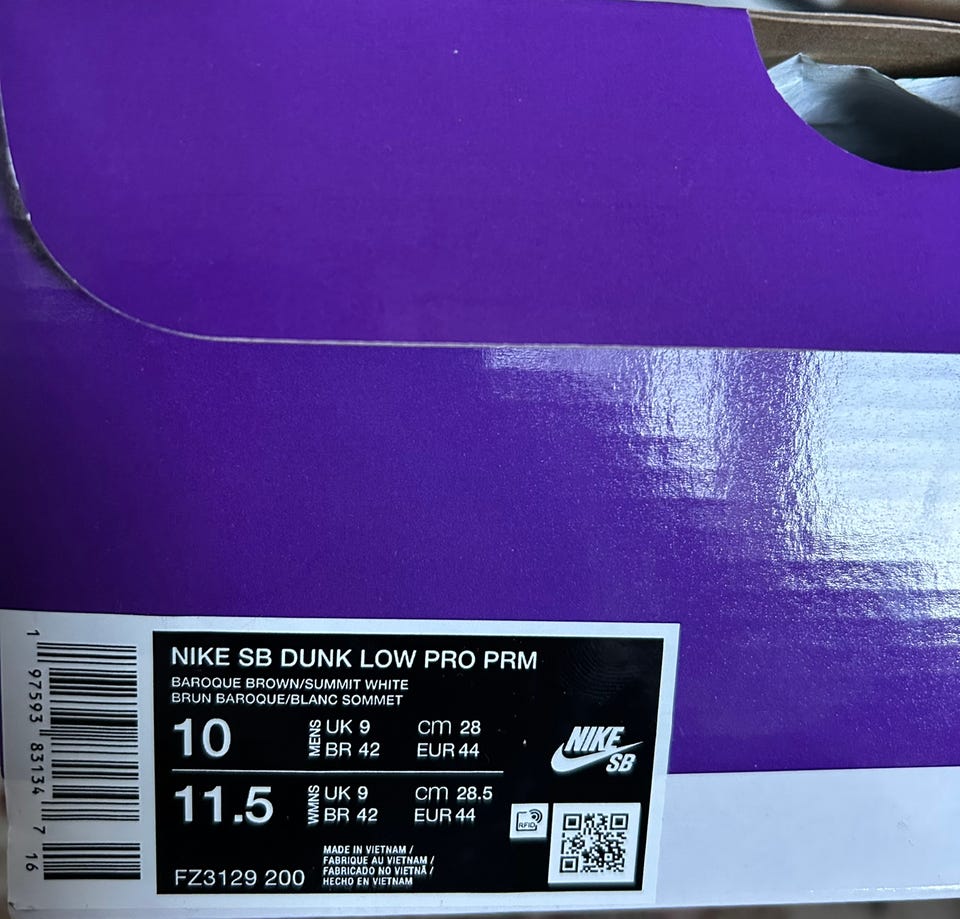 NIKE SB DUNK LOW PRO PRM
BAROQUE BROWN/SUMMIT WHITE
BRUN BAROQUE/BLANC SOMMET
10 MENS UK 9 CM 28
BR 42 EUR 44
11.5 WMNS UK 9 CM 28.5
BR 42 EUR 44
MADE IN VIETNAM /
FABRIQUE AU VIETNAM /
FABRICADO NO VIETNÃ /
HECHO EN VIETNAM
FZ3129 200
NIKE
SB
RFID
1 97593 83134 7 16